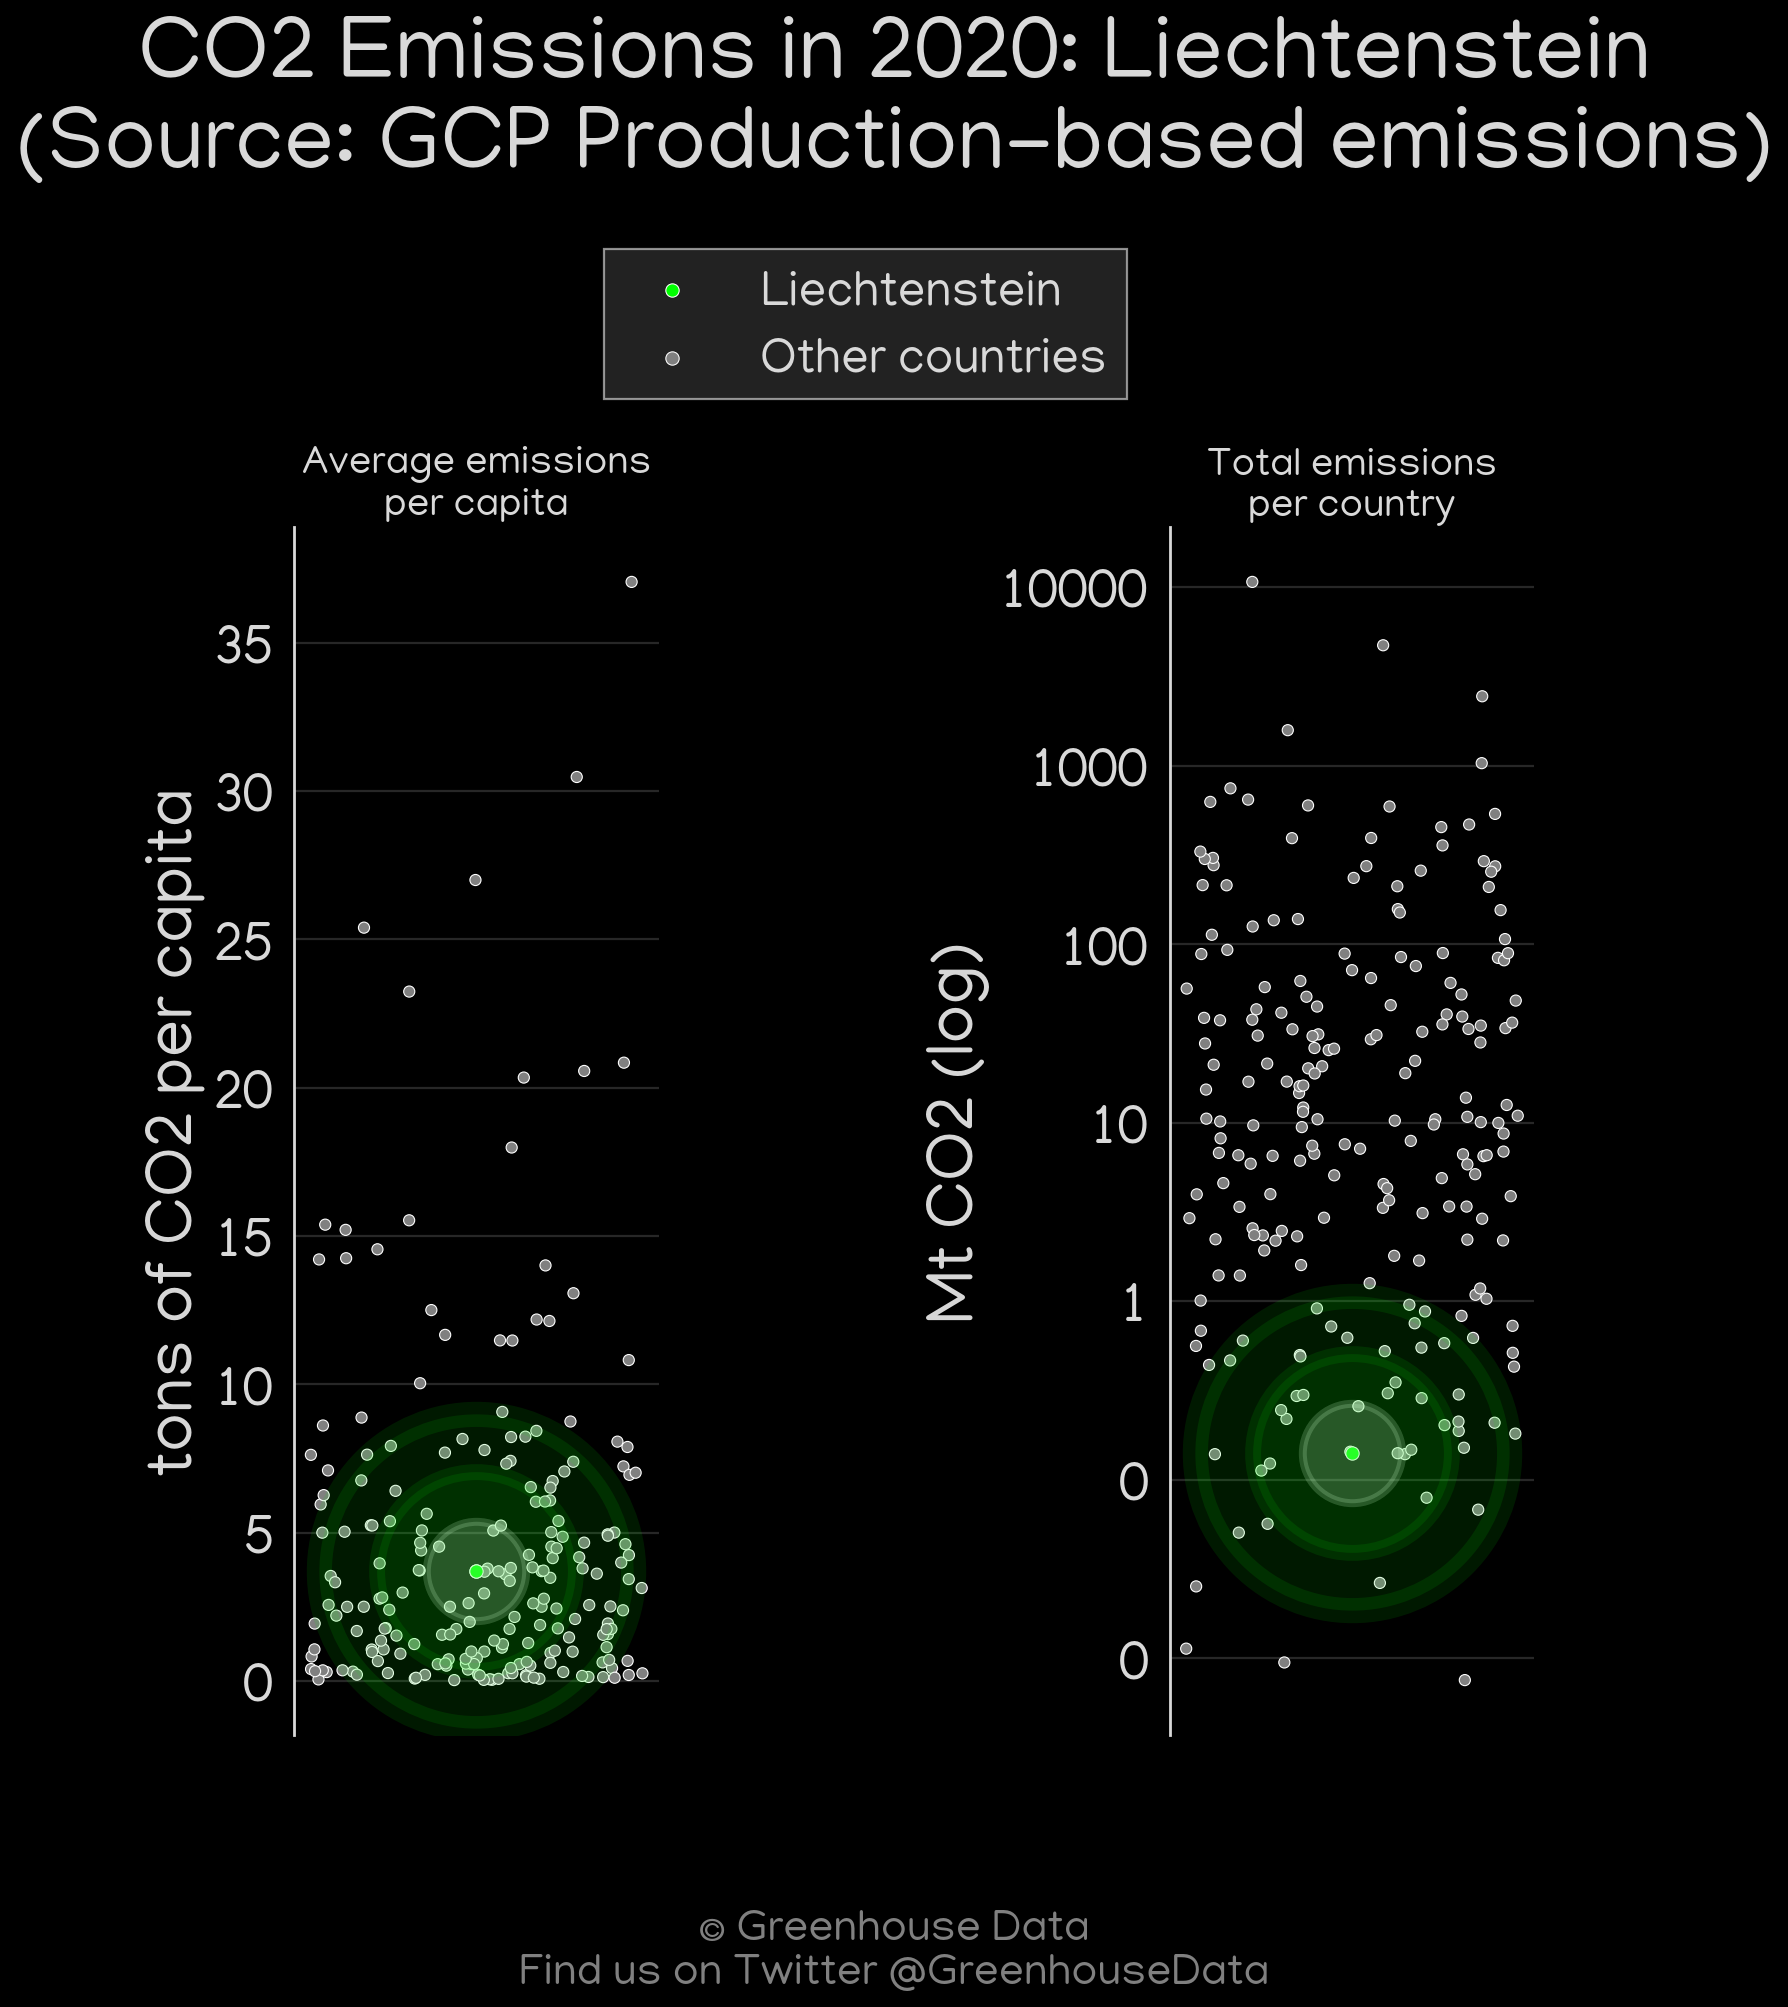 CO2 Emissions in 2020: Liechtenstein
(Source: GCP Production-based emissions)
Liechtenstein
Other countries
Average emissions
per capita
tons of CO2 per capita
35
30
25
20
15
10
5
0
Total emissions
per country
Mt CO2 (log)
10000
1000
100
10
1
0
0
© Greenhouse Data
Find us on Twitter @GreenhouseData